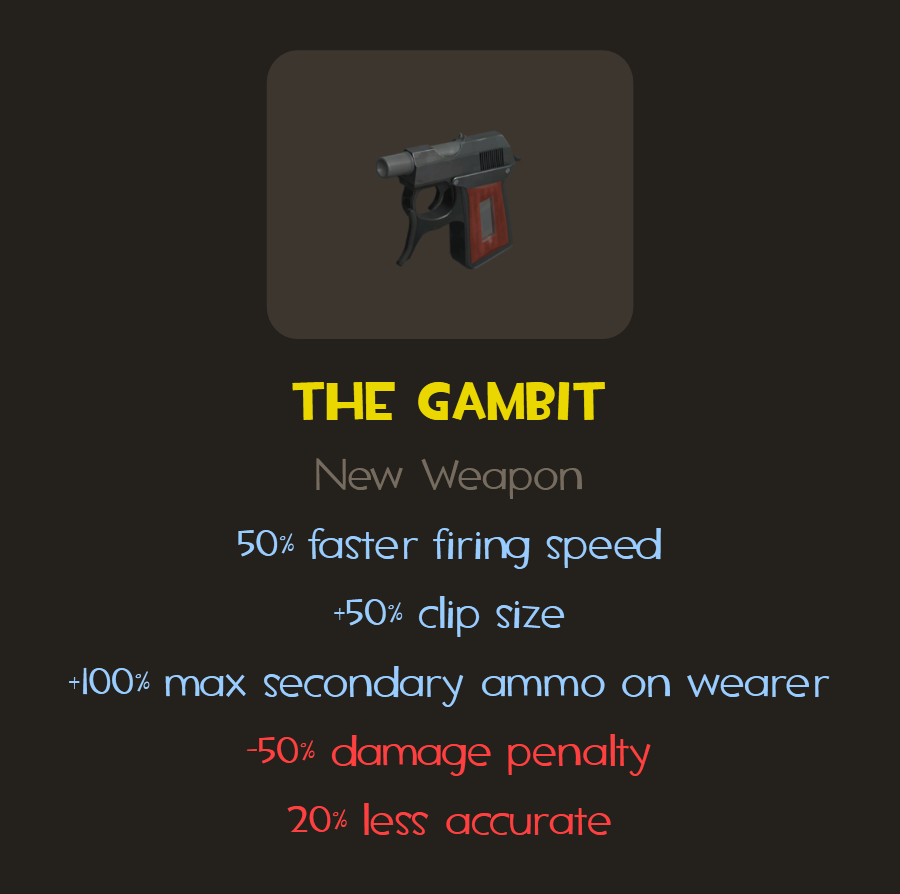 THE GAMBIT
New Weapon
50% faster firing speed
+50% clip size
+100% max secondary ammo on wearer
-50% damage penalty
20% less accurate